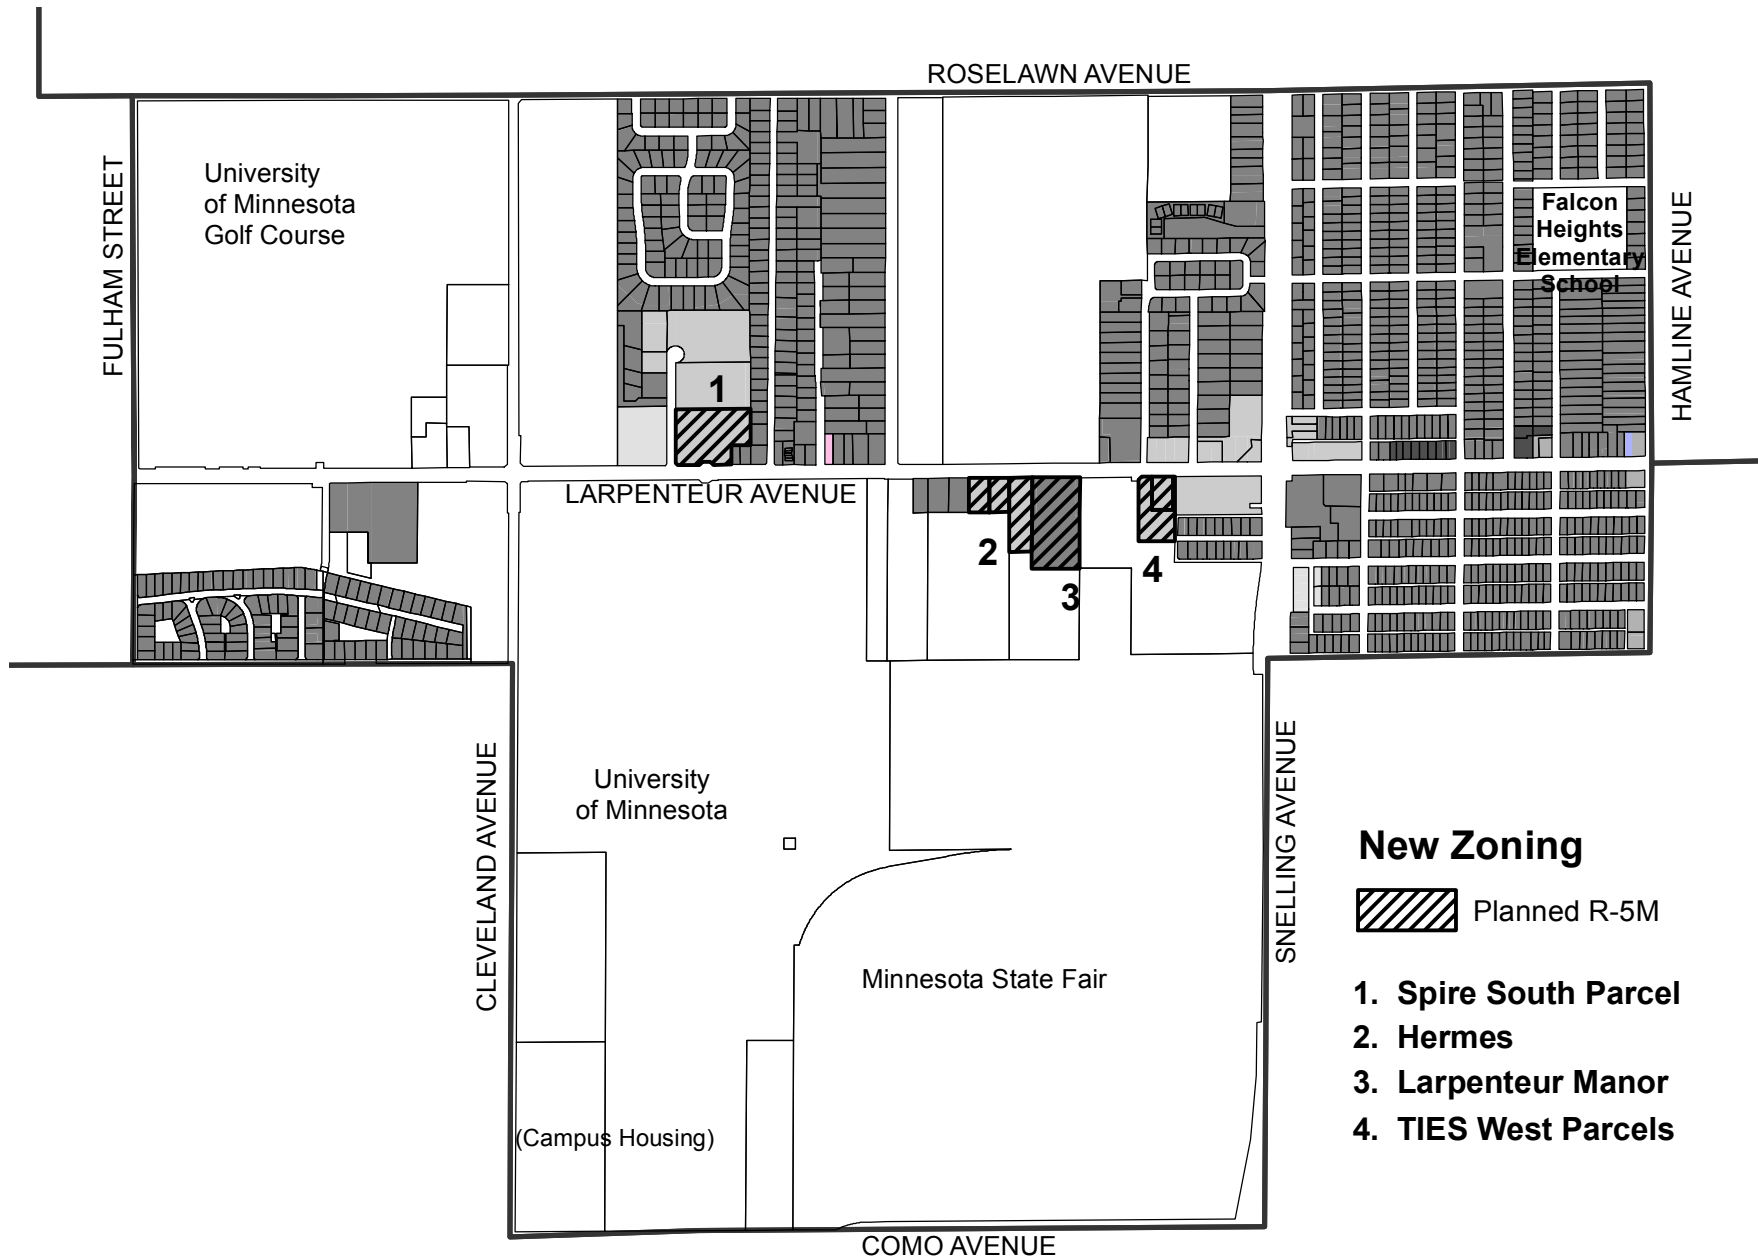 ROSELAWN AVENUE
FULHAM STREET
University
of Minnesota
Golf Course
Falcon
Heights
Elementary
School
HAMLINE AVENUE
1
LARPENTEUR AVENUE
2
3
4
CLEVELAND AVENUE
University
of Minnesota
Minnesota State Fair
(Campus Housing)
SNELLING AVENUE
COMO AVENUE
New Zoning
Planned R-5M
1. Spire South Parcel
2. Hermes
3. Larpenteur Manor
4. TIES West Parcels